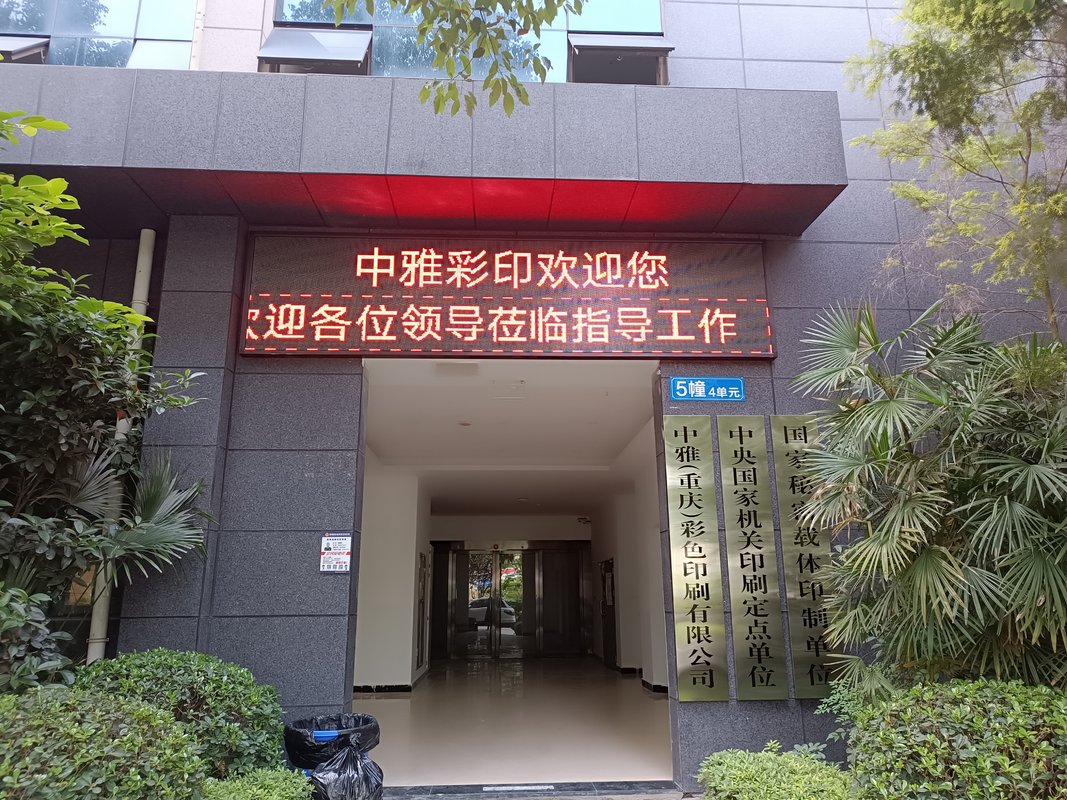 中雅彩印欢迎您
欢迎各位领导莅临指导工作
5幢 4单元
中雅(重庆)彩色印刷有限公司
中央国家机关印刷定点单位
国家秘密载体印制单位